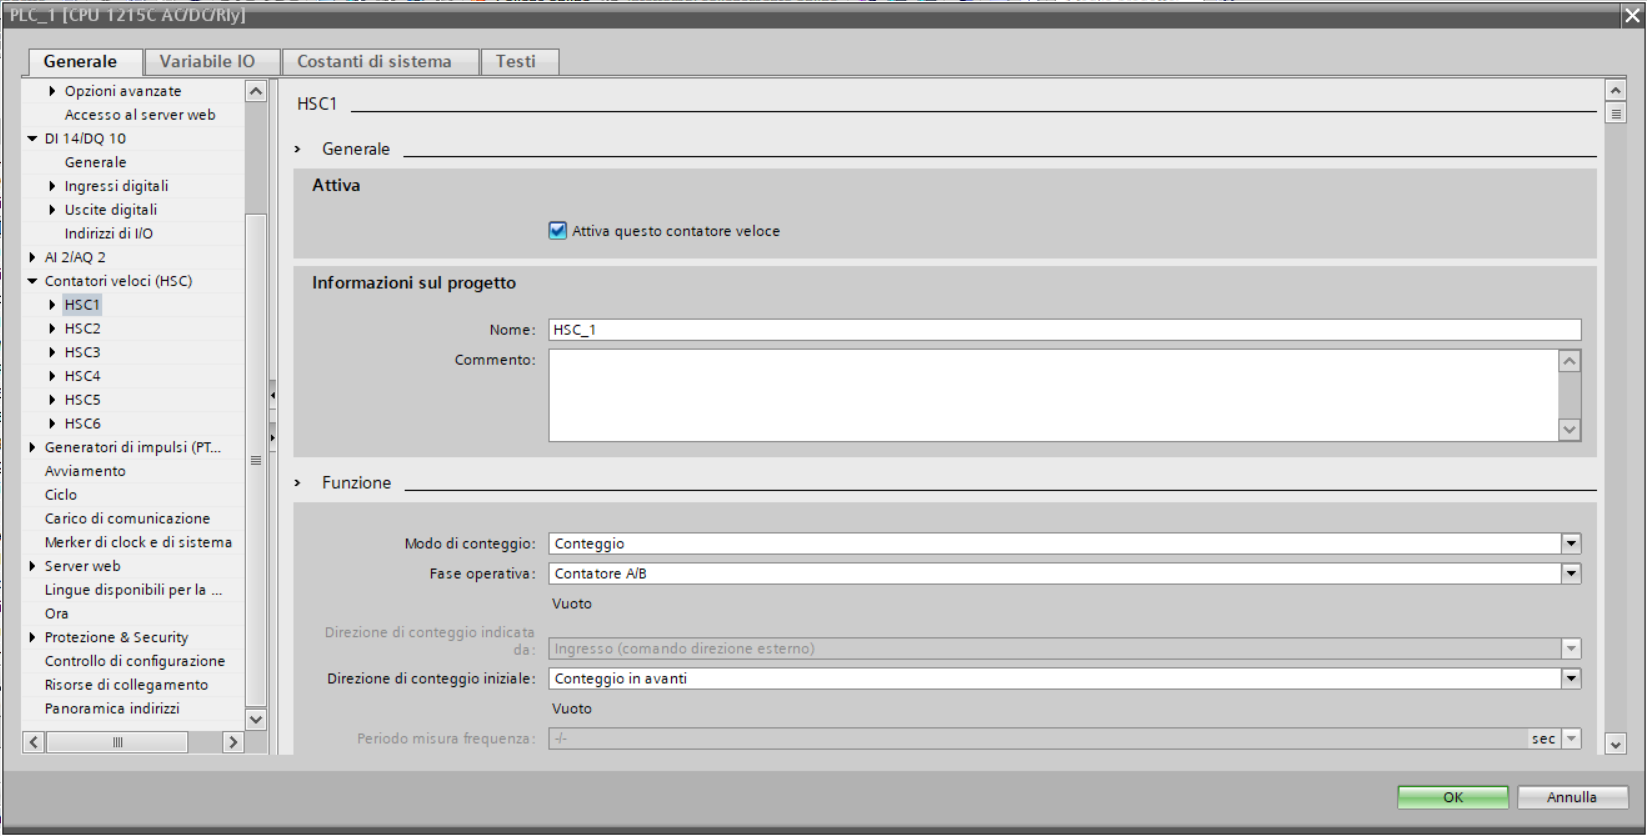 PLC_1 [CPU 1215C AC/DC/Rly]
Generale
Variabile IO
Costanti di sistema
Testi
Opzioni avanzate
Accesso al server web
DI 14/DQ 10
Generale
Ingressi digitali
Uscite digitali
Indirizzi di I/O
AI 2/AQ 2
Contatori veloci (HSC)
HSC1
HSC2
HSC3
HSC4
HSC5
HSC6
Generatori di impulsi (PT...
Avviamento
Ciclo
Carico di comunicazione
Merker di clock e di sistema
Server web
Lingue disponibili per la ...
Ora
Protezione & Security
Controllo di configurazione
Risorse di collegamento
Panoramica indirizzi
HSC1
Generale
Attiva
Attiva questo contatore veloce
Informazioni sul progetto
Nome: HSC_1
Commento:
Funzione
Modo di conteggio: Conteggio
Fase operativa: Contatore A/B
Vuoto
Direzione di conteggio indicata
da: Ingresso (comando direzione esterno)
Direzione di conteggio iniziale: Conteggio in avanti
Vuoto
Periodo misura frequenza: -/- sec
OK
Annulla